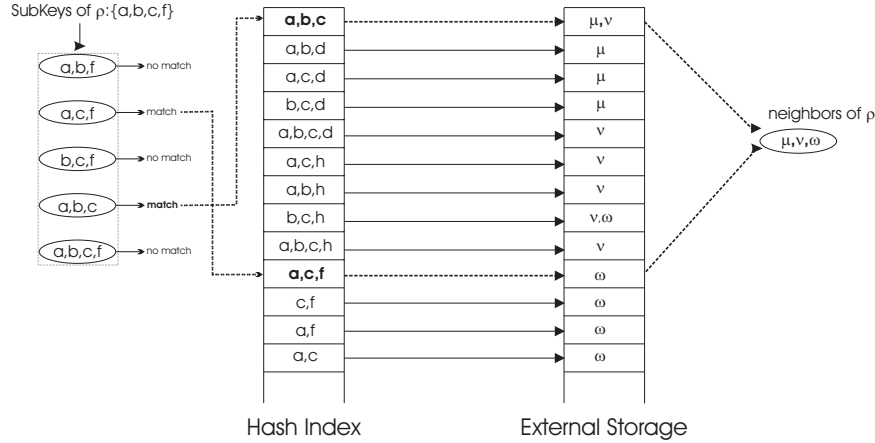 SubKeys of ρ:{a,b,c,f}
a,b,f
no match
a,c,f
match
b,c,f
no match
a,b,c
match
a,b,c,f
no match
a,b,c
a,b,d
a,c,d
b,c,d
a,b,c,d
a,c,h
a,b,h
b,c,h
a,b,c,h
a,c,f
c,f
a,f
a,c
Hash Index
μ,ν
μ
μ
μ
ν
ν
ν
ν,ω
ν
ω
ω
ω
ω
External Storage
neighbors of ρ
μ,ν,ω